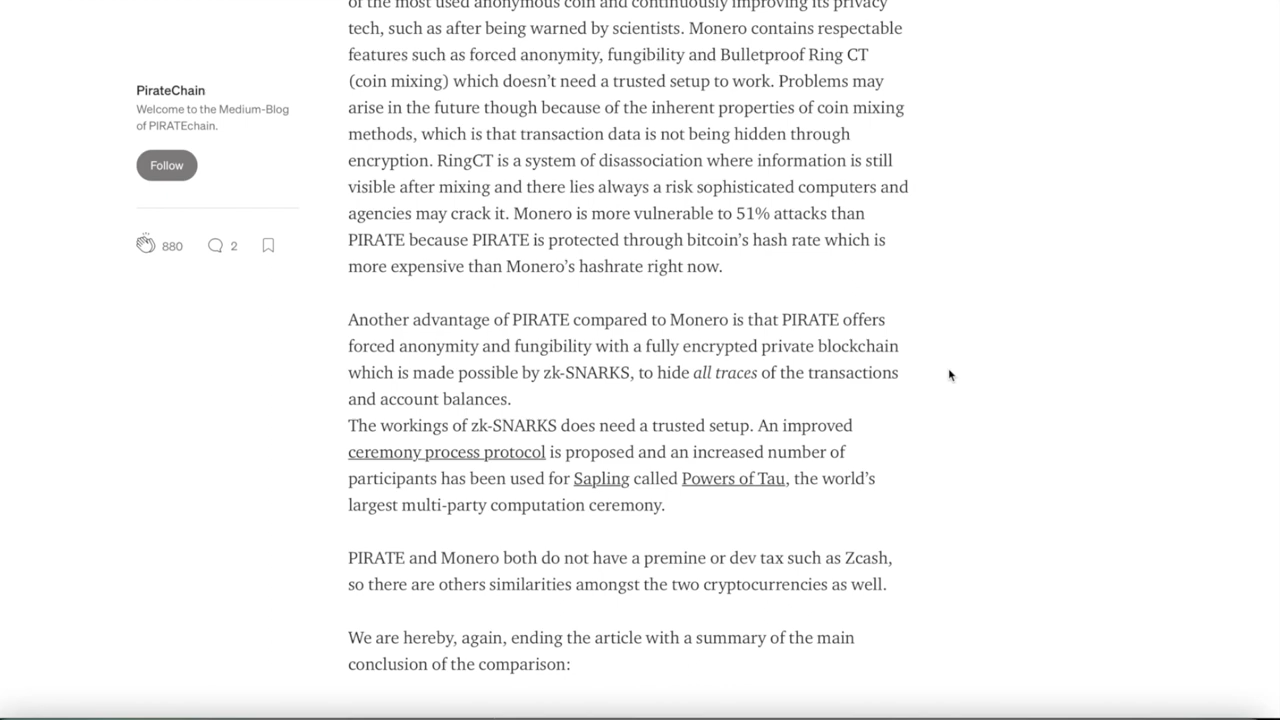 of the most used anonymous coin and continuously improving its privacy
tech, such as after being warned by scientists. Monero contains respectable
features such as forced anonymity, fungibility and Bulletproof Ring CT
(coin mixing) which doesn’t need a trusted setup to work. Problems may
arise in the future though because of the inherent properties of coin mixing
methods, which is that transaction data is not being hidden through
encryption. RingCT is a system of disassociation where information is still
visible after mixing and there lies always a risk sophisticated computers and
agencies may crack it. Monero is more vulnerable to 51% attacks than
PIRATE because PIRATE is protected through bitcoin’s hash rate which is
more expensive than Monero’s hashrate right now.
Another advantage of PIRATE compared to Monero is that PIRATE offers
forced anonymity and fungibility with a fully encrypted private blockchain
which is made possible by zk-SNARKS, to hide all traces of the transactions
and account balances.
The workings of zk-SNARKS does need a trusted setup. An improved
ceremony process protocol is proposed and an increased number of
participants has been used for Sapling called Powers of Tau, the world’s
largest multi-party computation ceremony.
PIRATE and Monero both do not have a premine or dev tax such as Zcash,
so there are others similarities amongst the two cryptocurrencies as well.
We are hereby, again, ending the article with a summary of the main
conclusion of the comparison:
PirateChain
Welcome to the Medium-Blog
of PIRATEchain.
Follow
880
2